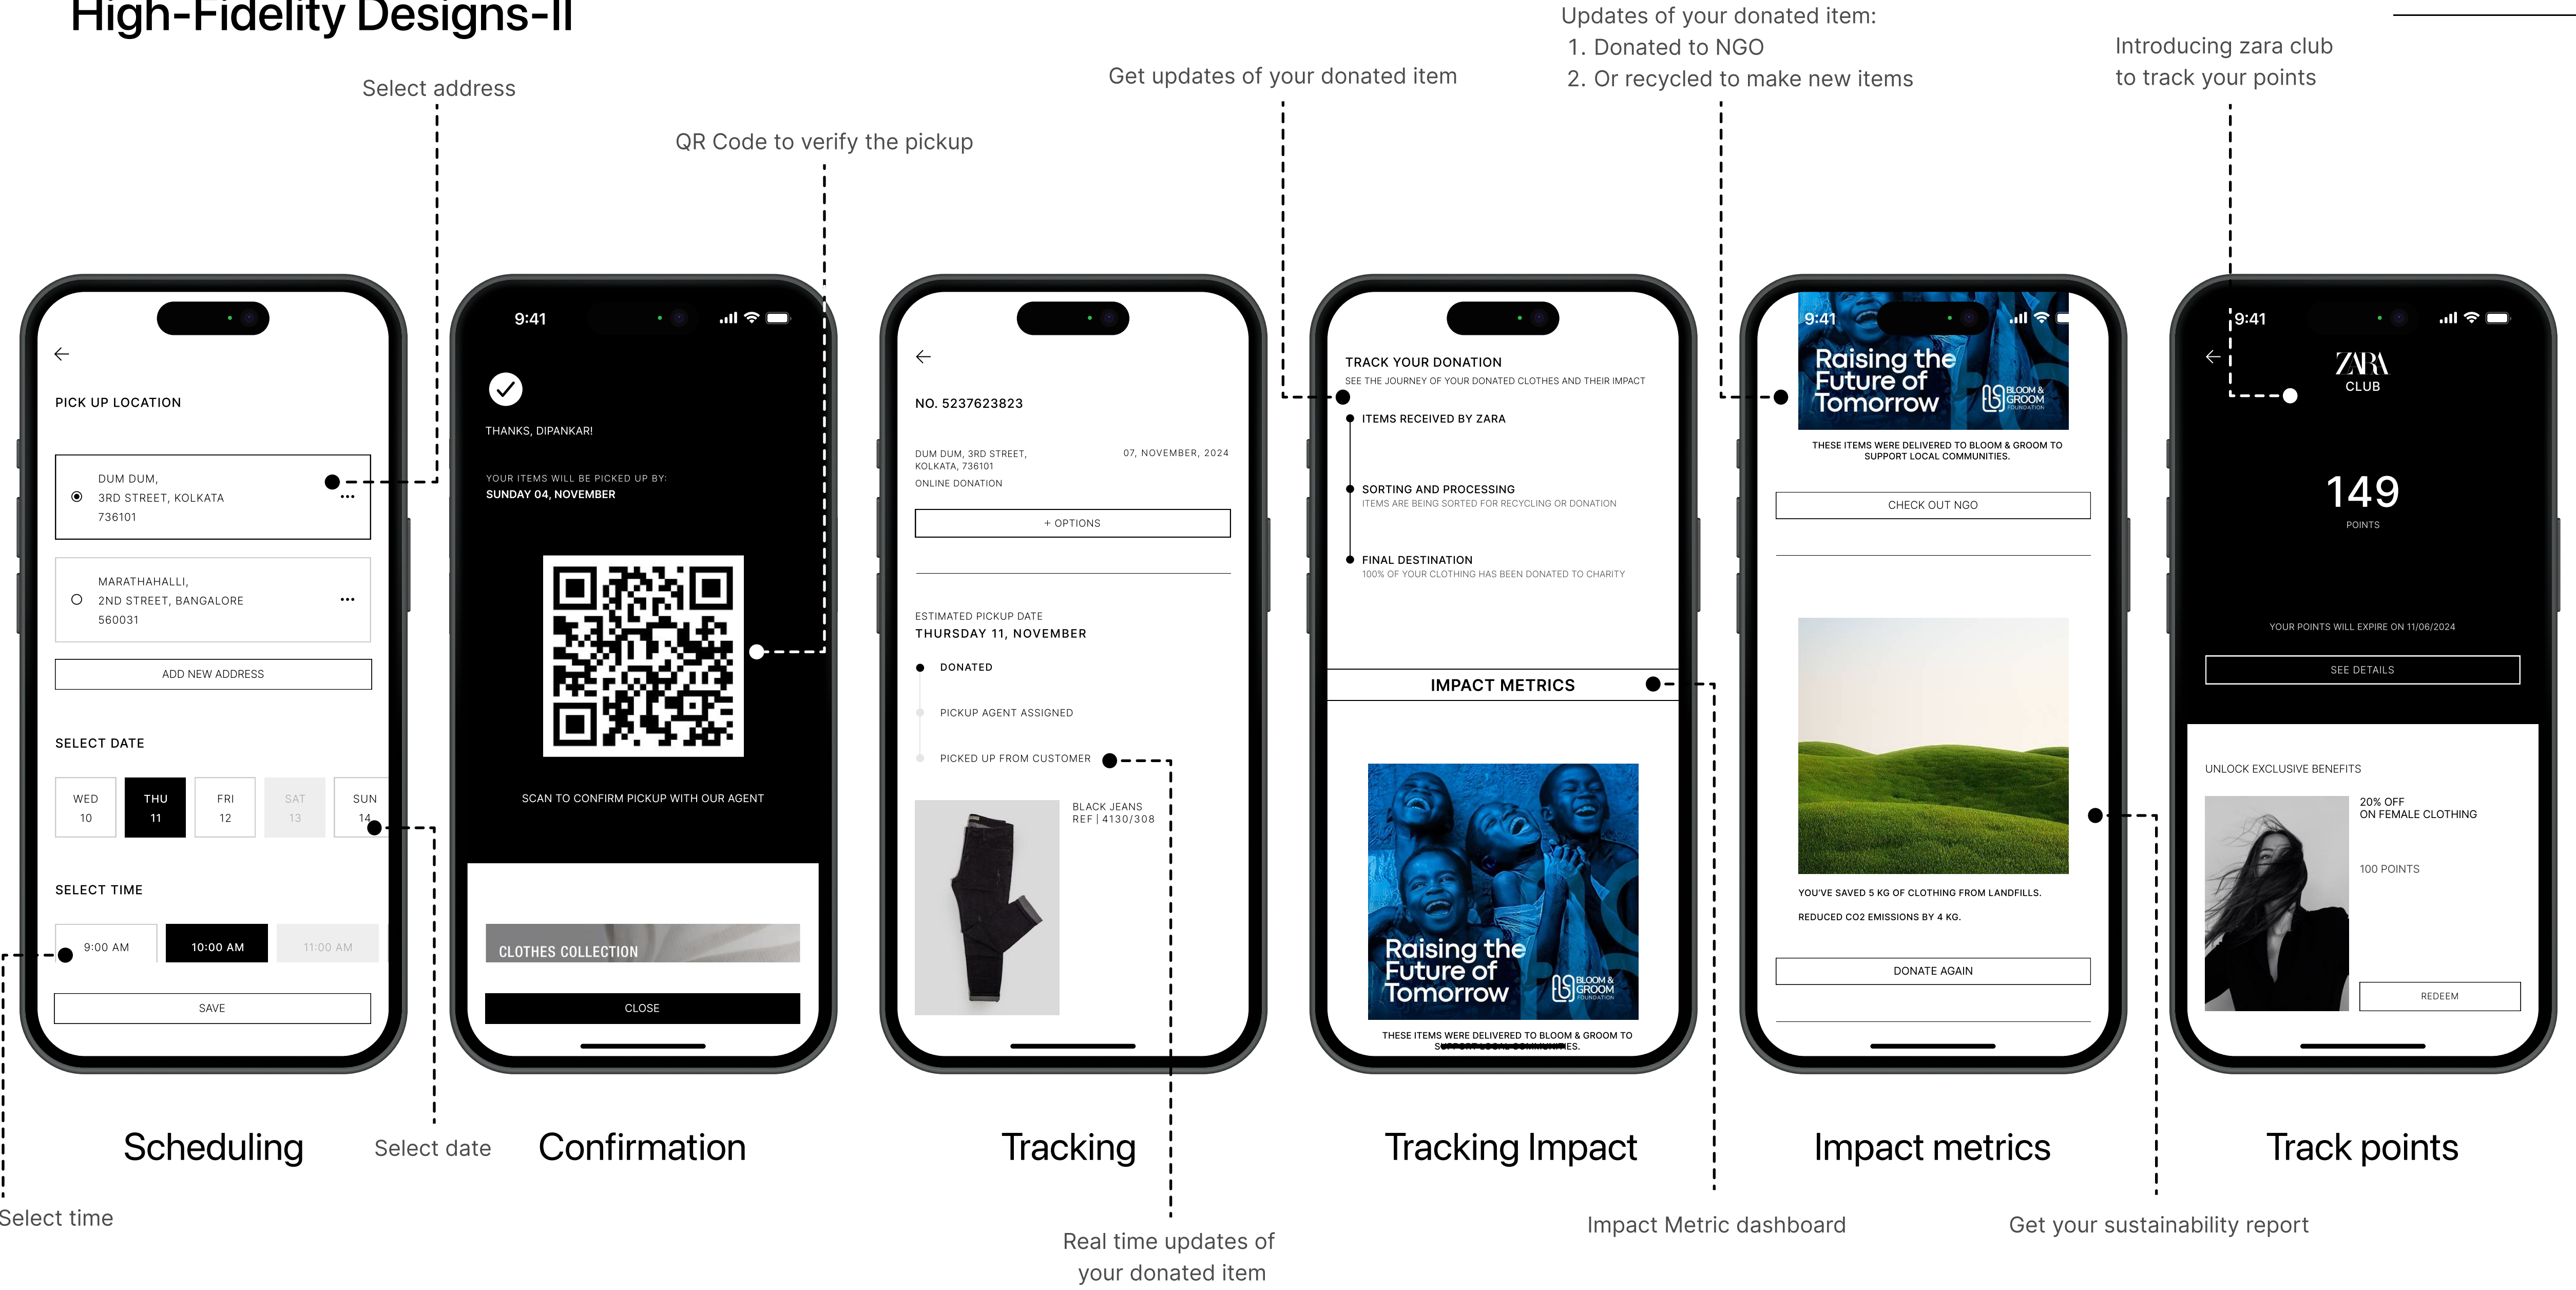 High-Fidelity Designs-II
Select address
QR Code to verify the pickup
Get updates of your donated item
Updates of your donated item:
1. Donated to NGO
2. Or recycled to make new items
Introducing zara club
to track your points
PICK UP LOCATION
DUM DUM,
3RD STREET, KOLKATA
736101
MARATHAHALLI,
2ND STREET, BANGALORE
560031
ADD NEW ADDRESS
SELECT DATE
WED
10
THU
11
FRI
12
SAT
13
SUN
14
SELECT TIME
9:00 AM
10:00 AM
11:00 AM
SAVE
Scheduling
Select date
Select time
9:41
THANKS, DIPANKAR!
YOUR ITEMS WILL BE PICKED UP BY:
SUNDAY 04, NOVEMBER
SCAN TO CONFIRM PICKUP WITH OUR AGENT
CLOTHES COLLECTION
CLOSE
Confirmation
NO. 5237623823
DUM DUM, 3RD STREET,
KOLKATA, 736101
07, NOVEMBER, 2024
ONLINE DONATION
+ OPTIONS
ESTIMATED PICKUP DATE
THURSDAY 11, NOVEMBER
DONATED
PICKUP AGENT ASSIGNED
PICKED UP FROM CUSTOMER
BLACK JEANS
REF | 4130/308
Tracking
Real time updates of
your donated item
TRACK YOUR DONATION
SEE THE JOURNEY OF YOUR DONATED CLOTHES AND THEIR IMPACT
ITEMS RECEIVED BY ZARA
SORTING AND PROCESSING
ITEMS ARE BEING SORTED FOR RECYCLING OR DONATION
FINAL DESTINATION
100% OF YOUR CLOTHING HAS BEEN DONATED TO CHARITY
IMPACT METRICS
Raising the
Future of
Tomorrow
BLOOM &
GROOM
FOUNDATION
THESE ITEMS WERE DELIVERED TO BLOOM & GROOM TO
SUPPORT LOCAL COMMUNITIES.
Tracking Impact
Impact Metric dashboard
9:41
Raising the
Future of
Tomorrow
BLOOM &
GROOM
FOUNDATION
THESE ITEMS WERE DELIVERED TO BLOOM & GROOM TO
SUPPORT LOCAL COMMUNITIES.
CHECK OUT NGO
YOU'VE SAVED 5 KG OF CLOTHING FROM LANDFILLS.
REDUCED CO2 EMISSIONS BY 4 KG.
DONATE AGAIN
Impact metrics
Get your sustainability report
9:41
ZARA
CLUB
149
POINTS
YOUR POINTS WILL EXPIRE ON 11/06/2024
SEE DETAILS
UNLOCK EXCLUSIVE BENEFITS
20% OFF
ON FEMALE CLOTHING
100 POINTS
REDEEM
Track points